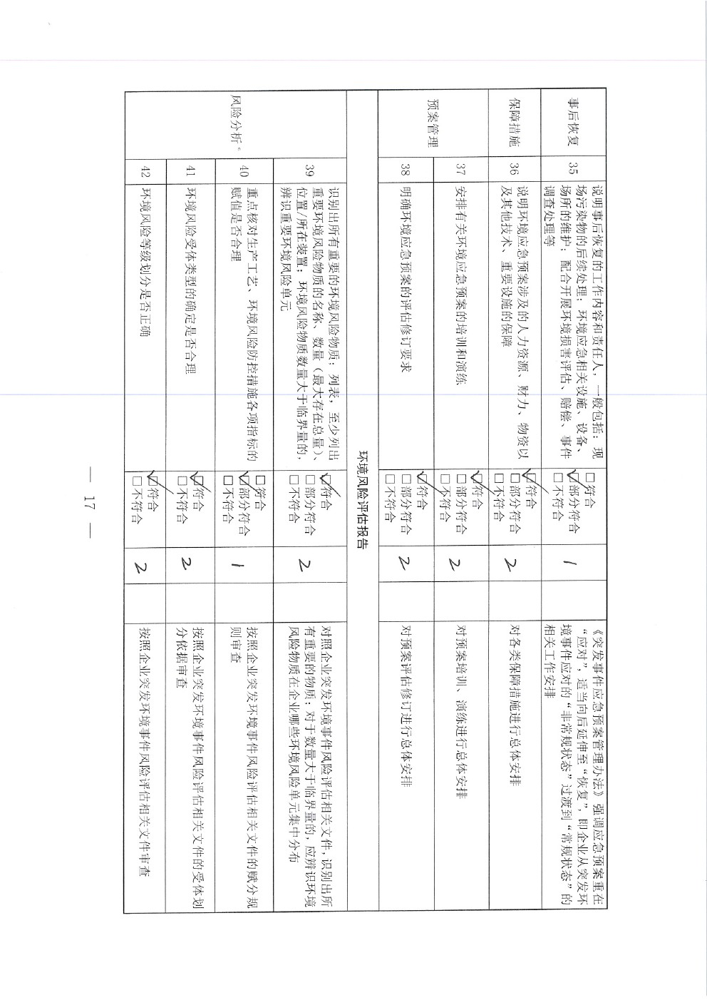 事后恢复
35
说明事后恢复的工作内容和责任人，一般包括：现
场污染物的后续处理；环境应急相关设施、设备、
场所的维护；配合开展环境损害评估、赔偿、事件
调查处理等
□符合
☑部分符合
□不符合
1
《突发事件应急预案管理办法》强调应急预案重在
“应对”，适当向后延伸至“恢复”，即企业从突发环
境事件应对的“非常规状态”过渡到“常规状态”的
相关工作安排
保障措施
36
说明环境应急预案涉及的人力资源、财力、物资以
及其他技术、重要设施的保障
☑符合
□部分符合
□不符合
2
对各类保障措施进行总体安排
预案管理
37
安排有关环境应急预案的培训和演练
☑符合
□部分符合
□不符合
2
对预案培训、演练进行总体安排
38
明确环境应急预案的评估修订要求
☑符合
□部分符合
□不符合
2
对预案评估修订进行总体安排
环境风险评估报告
风险分析。
39
识别出所有重要的环境风险物质；列表，至少列出
重要环境风险物质的名称、数量（最大存在总量）、
位置/所在装置；环境风险物质数量大于临界量的，
辨识重要环境风险单元
☑符合
□部分符合
□不符合
2
对照企业突发环境事件风险评估相关文件，识别出所
有重要的物质；对于数量大于临界量的，应辨识环境
风险物质在企业哪些环境风险单元集中分布
40
重点核对生产工艺、环境风险防控措施各项指标的
赋值是否合理
□符合
☑部分符合
□不符合
1
按照企业突发环境事件风险评估相关文件的赋分规
则审查
41
环境风险受体类型的确定是否合理
☑符合
□不符合
2
按照企业突发环境事件风险评估相关文件的受体划
分依据审查
42
环境风险等级划分是否正确
☑符合
□不符合
2
按照企业突发环境事件风险评估相关文件审查
— 17 —